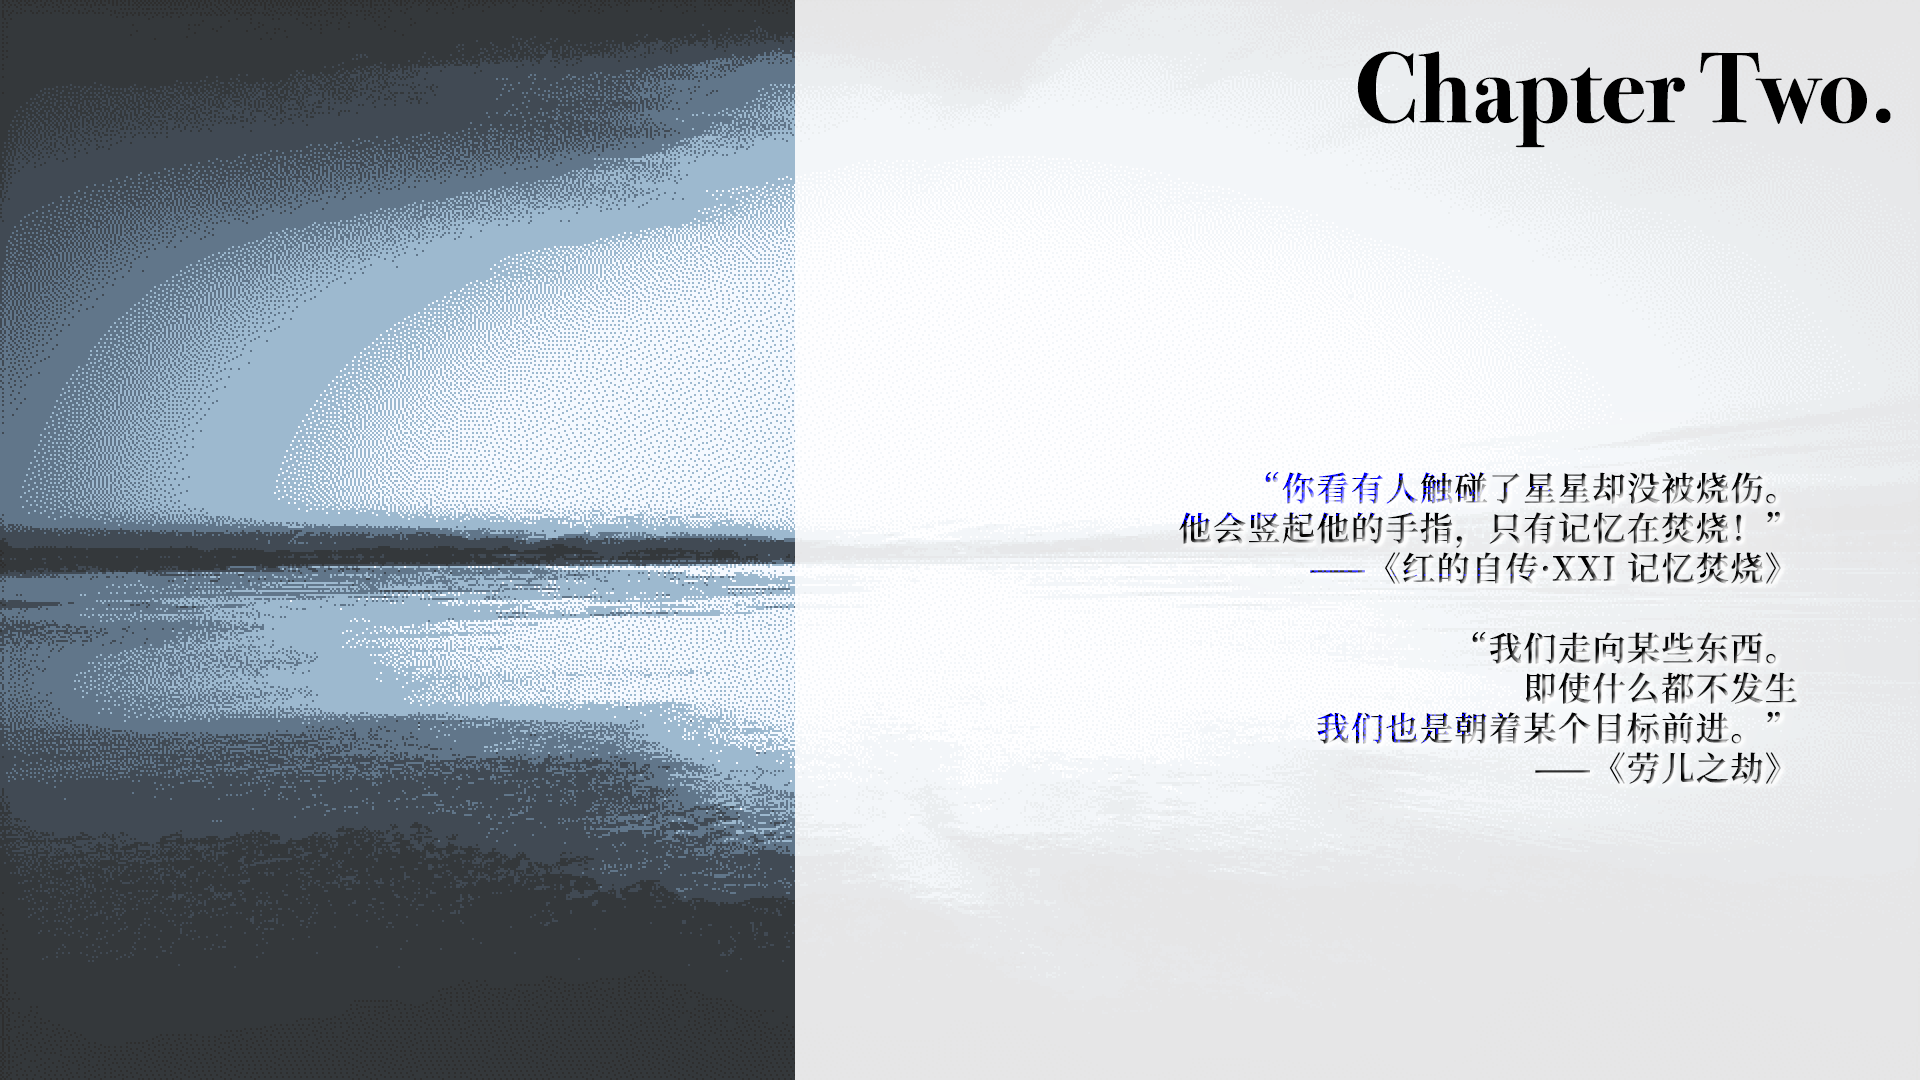 Chapter Two.
“你看有人触碰了星星却没被烧伤。
他会竖起他的手指，只有记忆在焚烧！”
——《红的自传·XXI 记忆焚烧》
“我们走向某些东西。
即使什么都不发生
我们也是朝着某个目标前进。”
——《劳儿之劫》